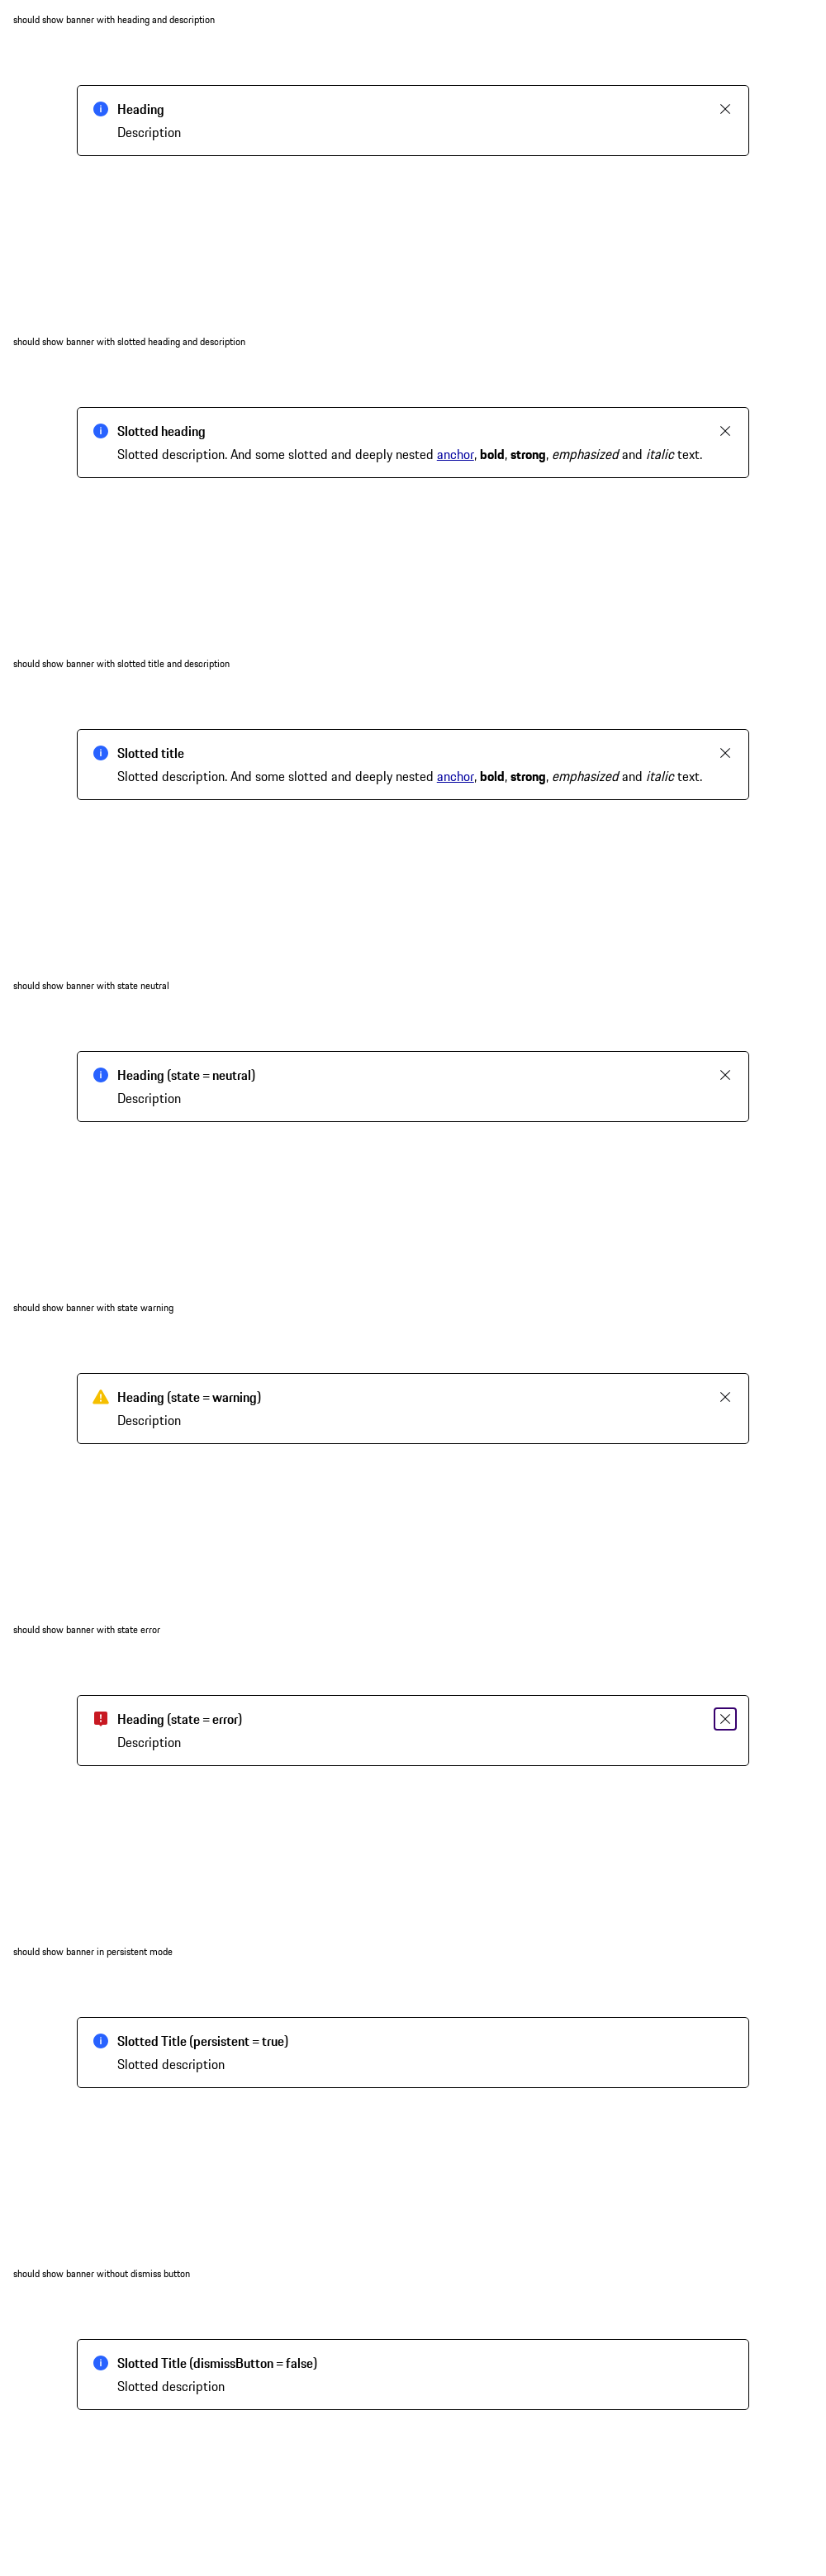 should show banner with heading and description
Heading
Description
should show banner with slotted heading and description
Slotted heading
Slotted description. And some slotted and deeply nested anchor, bold, strong, emphasized and italic text.
should show banner with slotted title and description
Slotted title
Slotted description. And some slotted and deeply nested anchor, bold, strong, emphasized and italic text.
should show banner with state neutral
Heading (state = neutral)
Description
should show banner with state warning
Heading (state = warning)
Description
should show banner with state error
Heading (state = error)
Description
should show banner in persistent mode
Slotted Title (persistent = true)
Slotted description
should show banner without dismiss button
Slotted Title (dismissButton = false)
Slotted description